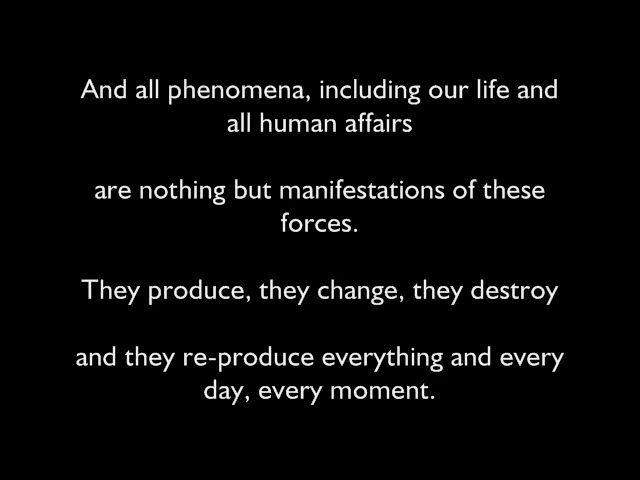 And all phenomena, including our life and
all human affairs
are nothing but manifestations of these
forces.
They produce, they change, they destroy
and they re-produce everything and every
day, every moment.